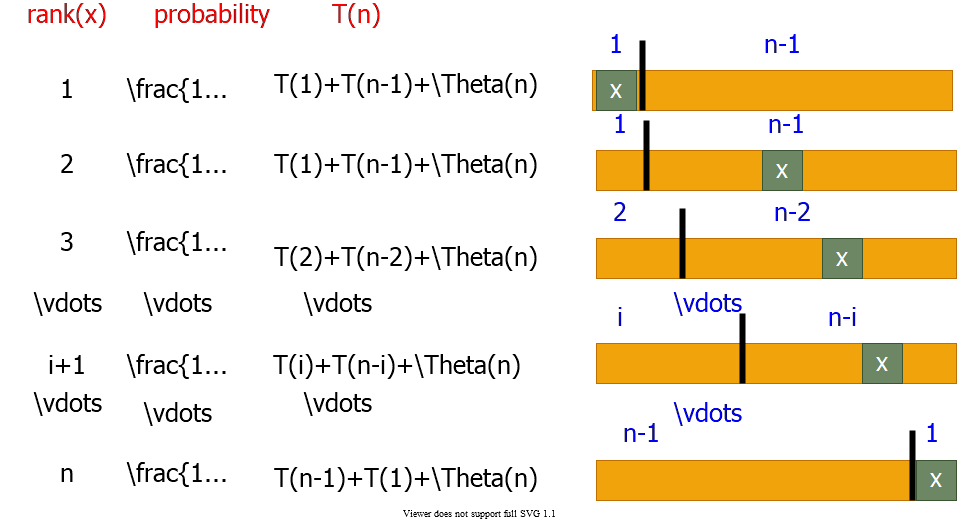 rank(x) probability T(n)
1 n-1
1 \frac{1... T(1)+T(n-1)+\Theta(n) x
1 n-1
2 \frac{1... T(1)+T(n-1)+\Theta(n) x
2 n-2
3 \frac{1... T(2)+T(n-2)+\Theta(n) x
\vdots \vdots \vdots \vdots
i n-i
i+1 \frac{1... T(i)+T(n-i)+\Theta(n) x
\vdots \vdots \vdots \vdots
n-1 1
n \frac{1... T(n-1)+T(1)+\Theta(n) x
Viewer does not support full SVG 1.1